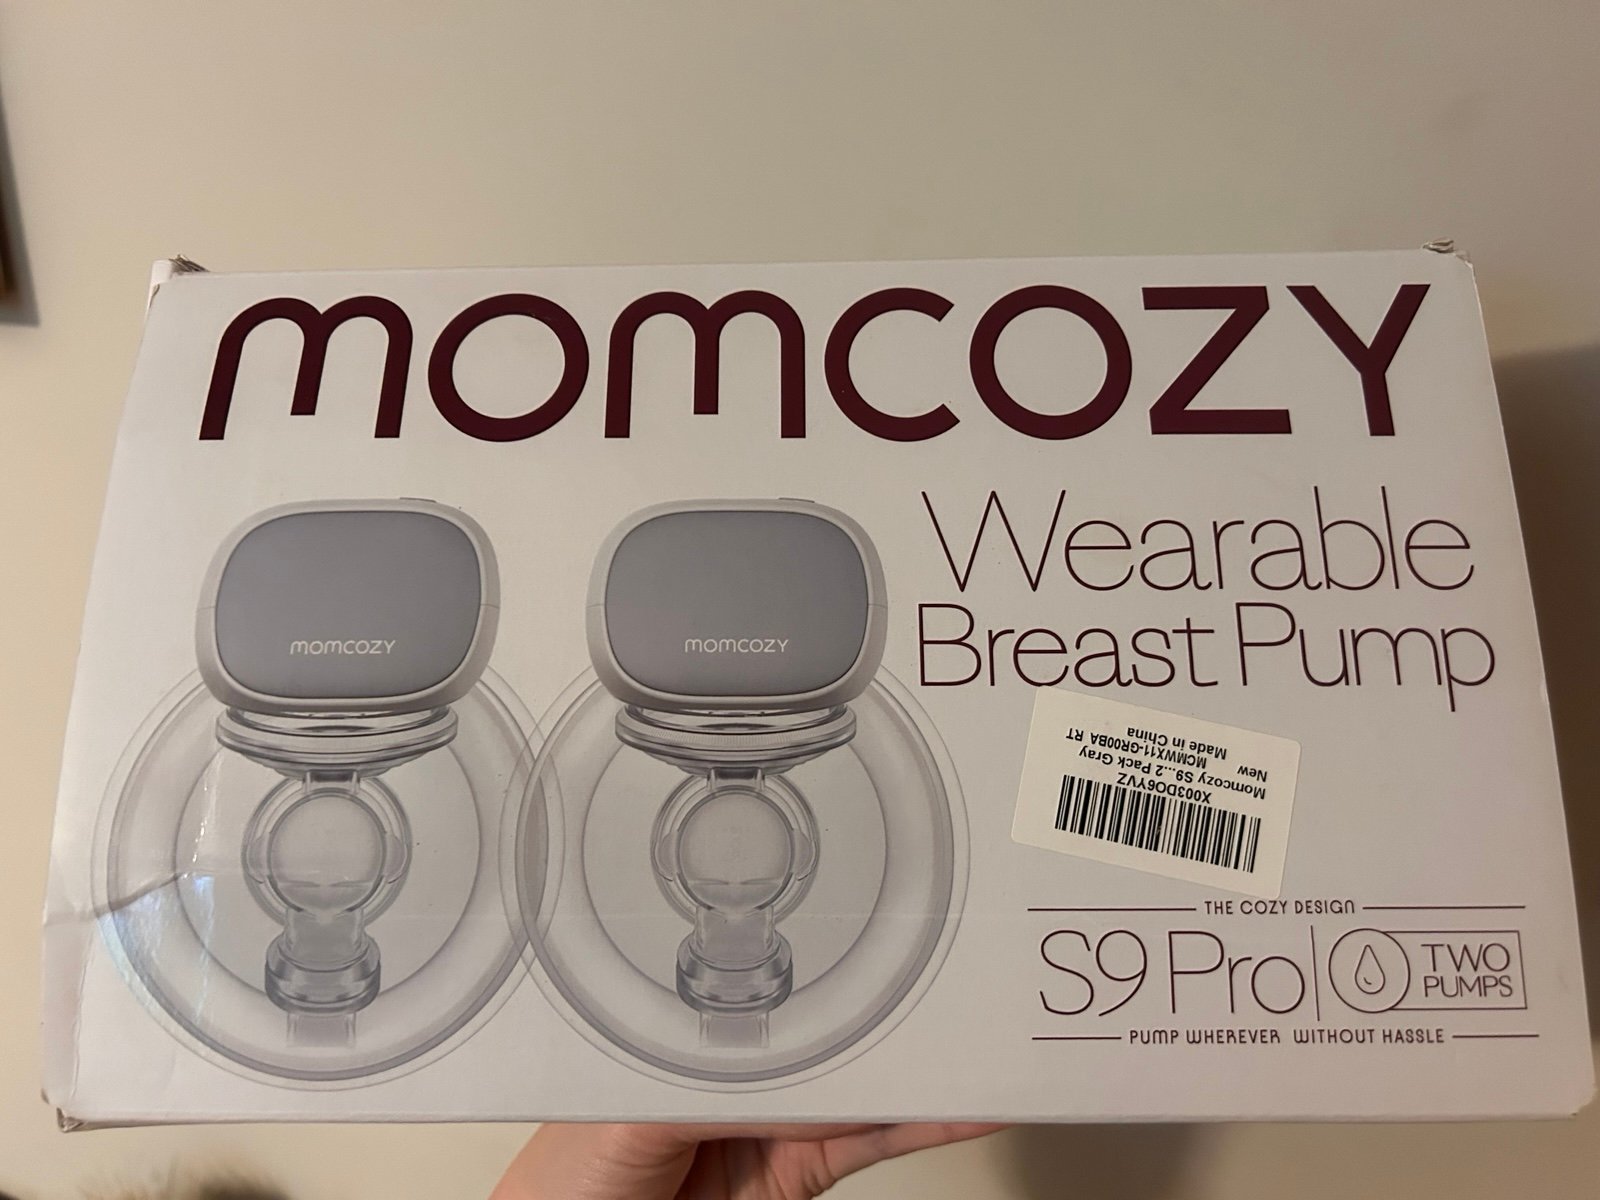 momcozy
Wearable
Breast Pump
momcozy
momcozy
X003DO6YVZ
Momcozy S9...2 Pack Gray
New
MCMWX11-GR00BA RT
Made in China
THE COZY DESIGN
S9 Pro
TWO
PUMPS
PUMP WHEREVER WITHOUT HASSLE